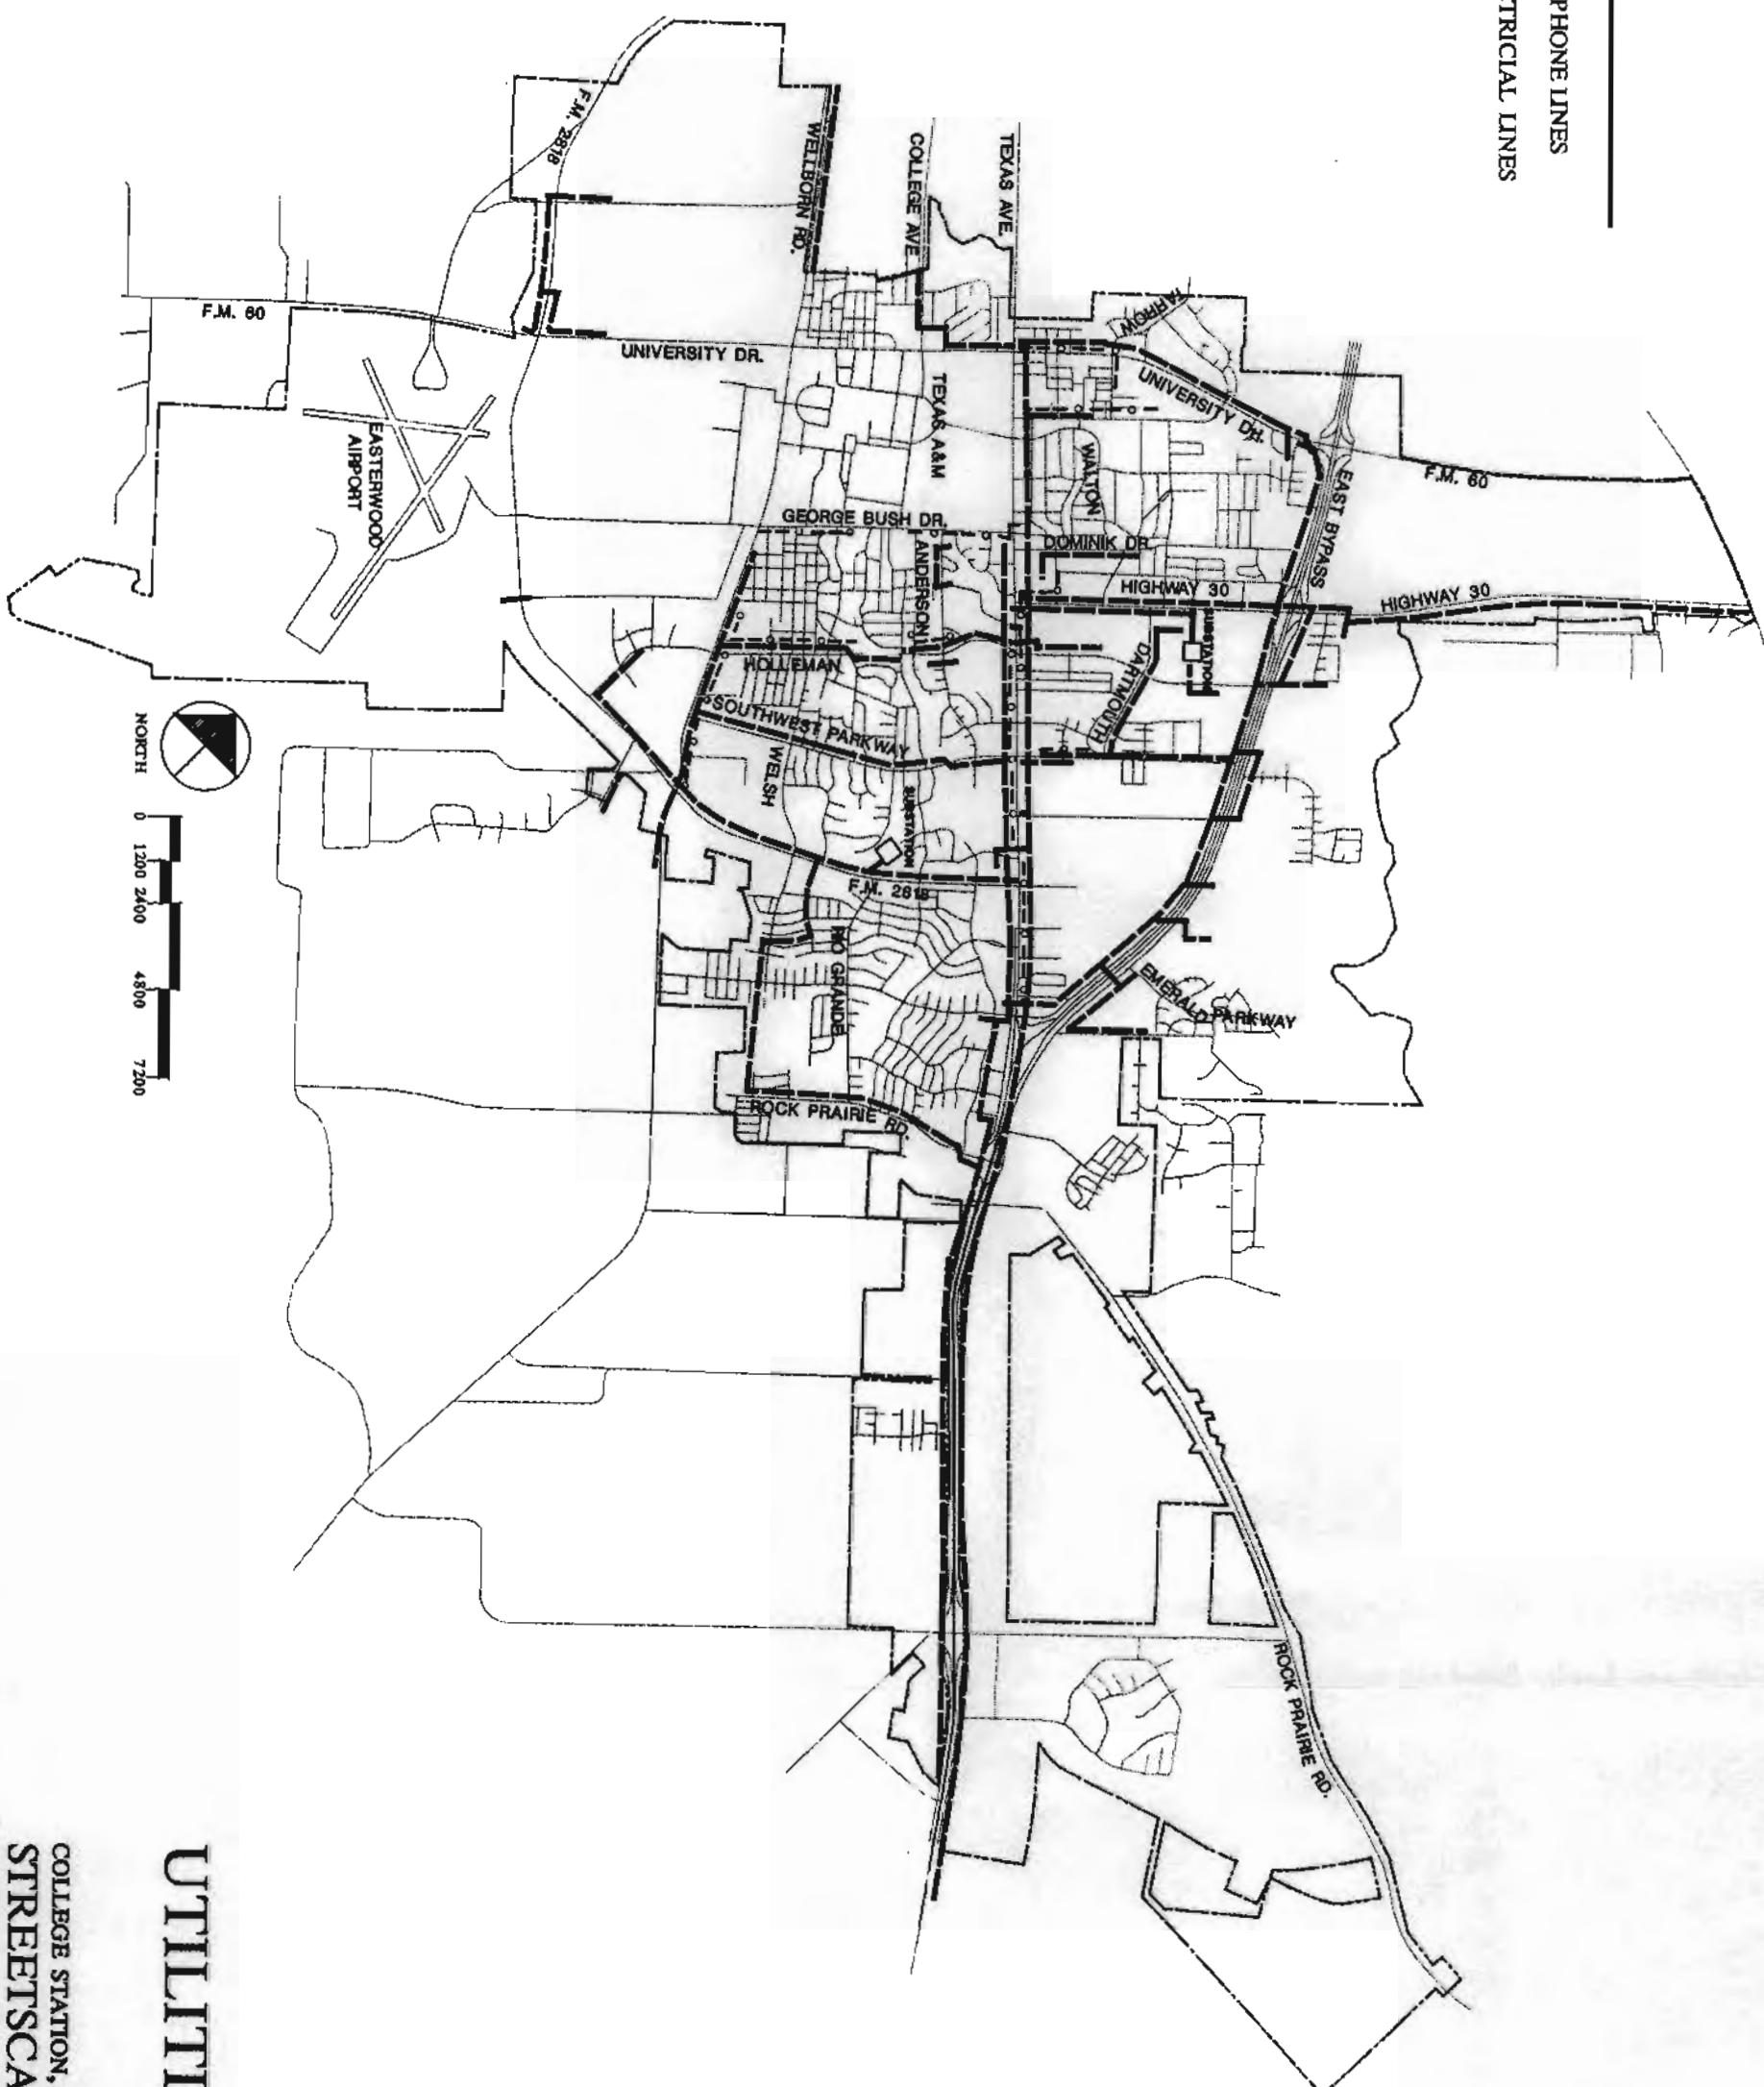 PHONE LINES
TRICIAL LINES
F.M. 2818
WELLBORN RD.
COLLEGE AVE
TEXAS AVE.
TARROW
F.M. 60
UNIVERSITY DR.
TEXAS A&M
UNIVERSITY DR.
WALTON
EAST BYPASS
F.M. 60
EASTERWOOD
AIRPORT
GEORGE BUSH DR.
ANDERSON
DOMINIK DR.
HIGHWAY 30
HIGHWAY 30
SUBSTATION
DARTMOUTH
HOLLEMAN
SOUTHWEST PARKWAY
WELSH
SUBSTATION
F.M. 2818
RIO GRANDE
EMERALD PARKWAY
ROCK PRAIRIE RD.
ROCK PRAIRIE RD.
NORTH
0 1200 2400 4800 7200
UTILITI
COLLEGE STATION,
STREETSCA